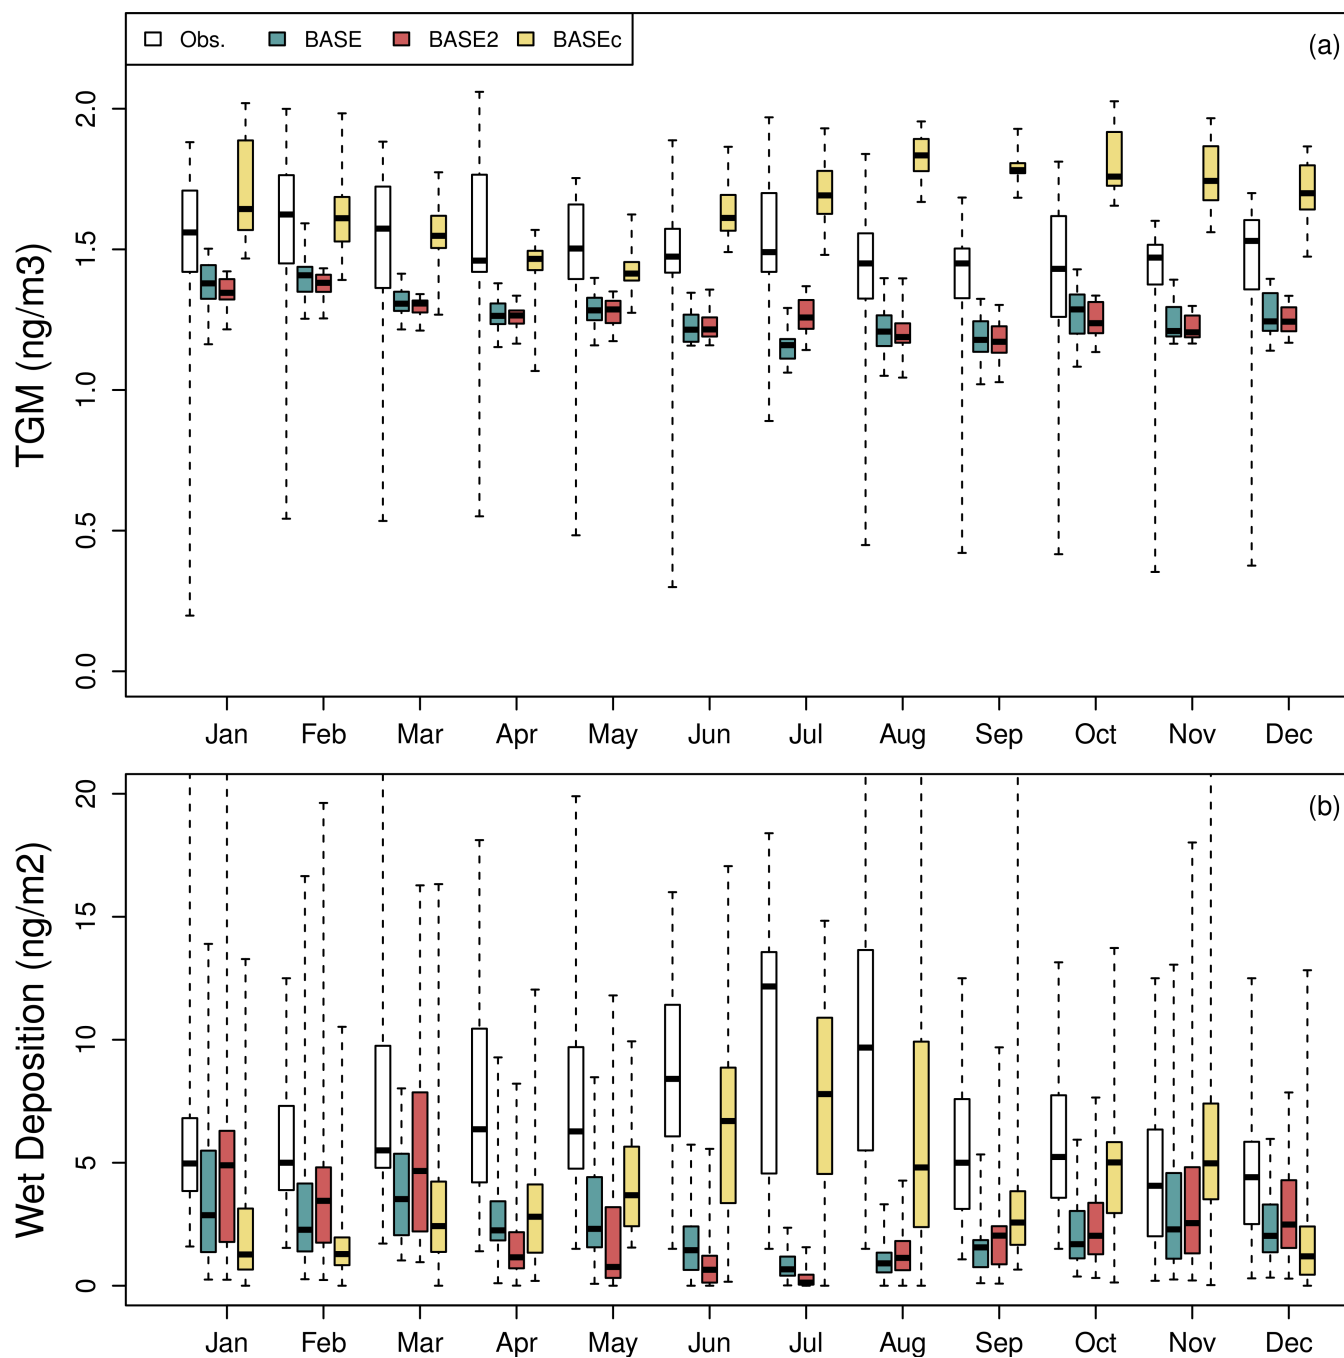 Obs. BASE BASE2 BASEc
(a)
TGM (ng/m3)
2.0
1.5
1.0
0.5
0.0
Jan Feb Mar Apr May Jun Jul Aug Sep Oct Nov Dec
(b)
Wet Deposition (ng/m2)
20
15
10
5
0
Jan Feb Mar Apr May Jun Jul Aug Sep Oct Nov Dec